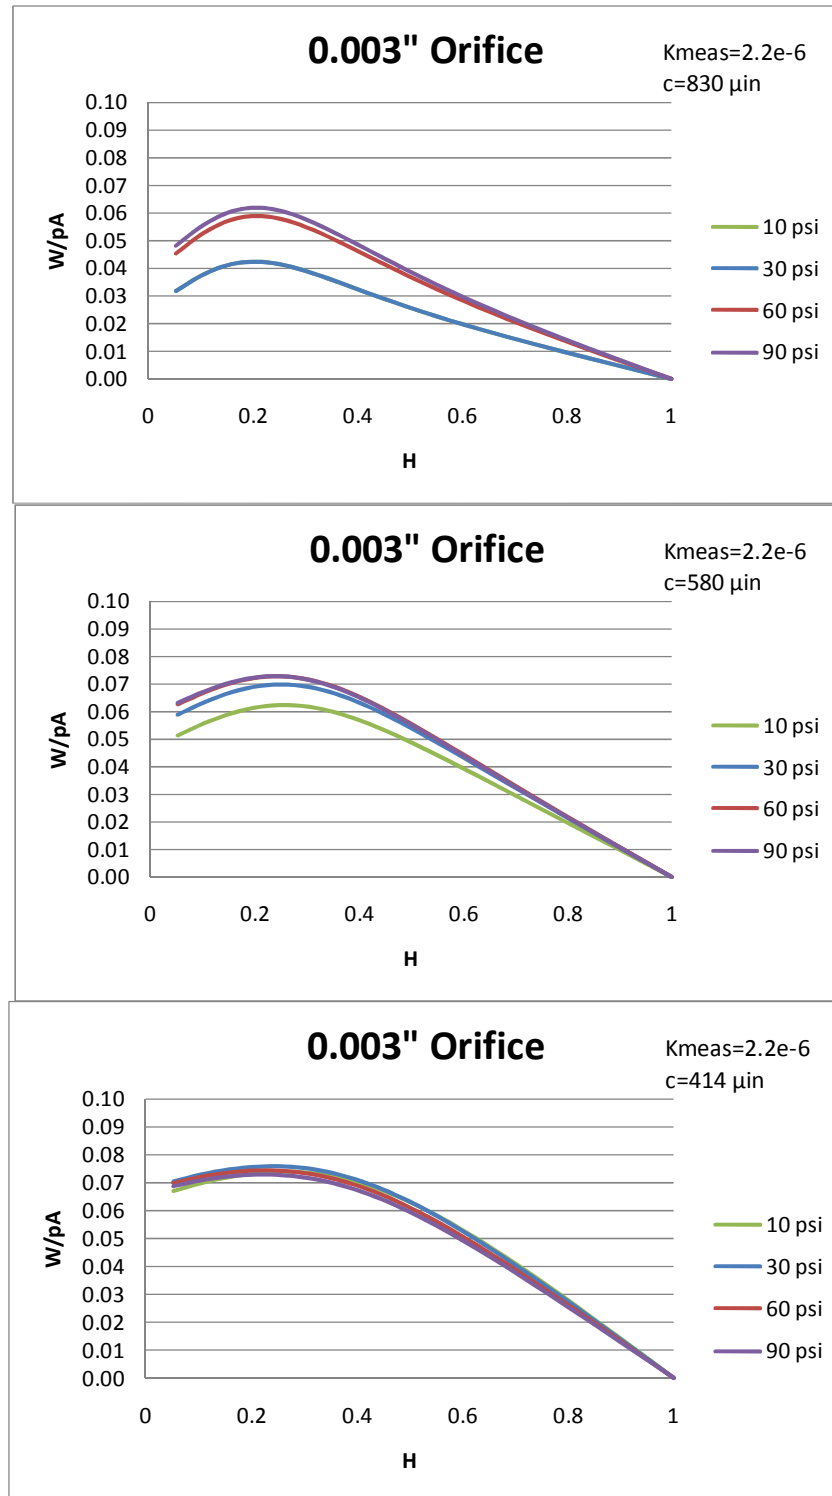 0.003" Orifice
Kmeas=2.2e-6
c=830 µin
0.10
0.09
0.08
0.07
0.06
0.05
0.04
0.03
0.02
0.01
0.00
W/pA
0 0.2 0.4 0.6 0.8 1
H
10 psi
30 psi
60 psi
90 psi
0.003" Orifice
Kmeas=2.2e-6
c=580 µin
0.10
0.09
0.08
0.07
0.06
0.05
0.04
0.03
0.02
0.01
0.00
W/pA
0 0.2 0.4 0.6 0.8 1
H
10 psi
30 psi
60 psi
90 psi
0.003" Orifice
Kmeas=2.2e-6
c=414 µin
0.10
0.09
0.08
0.07
0.06
0.05
0.04
0.03
0.02
0.01
0.00
W/pA
0 0.2 0.4 0.6 0.8 1
H
10 psi
30 psi
60 psi
90 psi